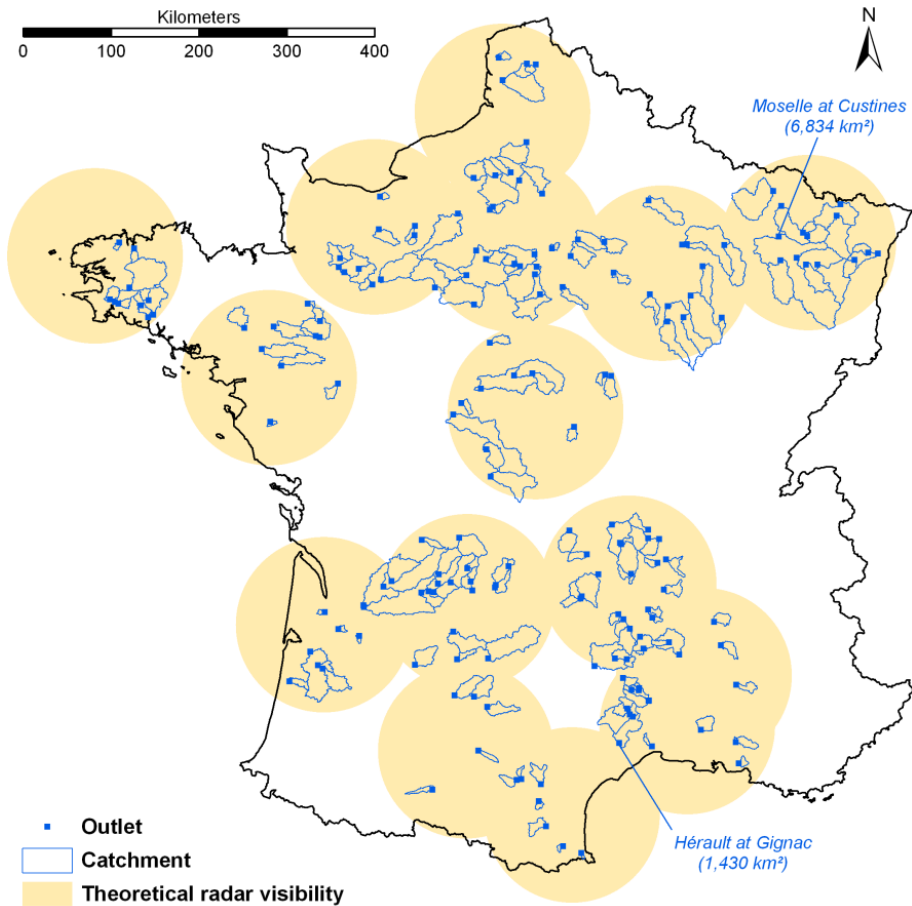 Kilometers
0 100 200 300 400
N
Moselle at Custines
(6,834 km²)
Hérault at Gignac
(1,430 km²)
Outlet
Catchment
Theoretical radar visibility